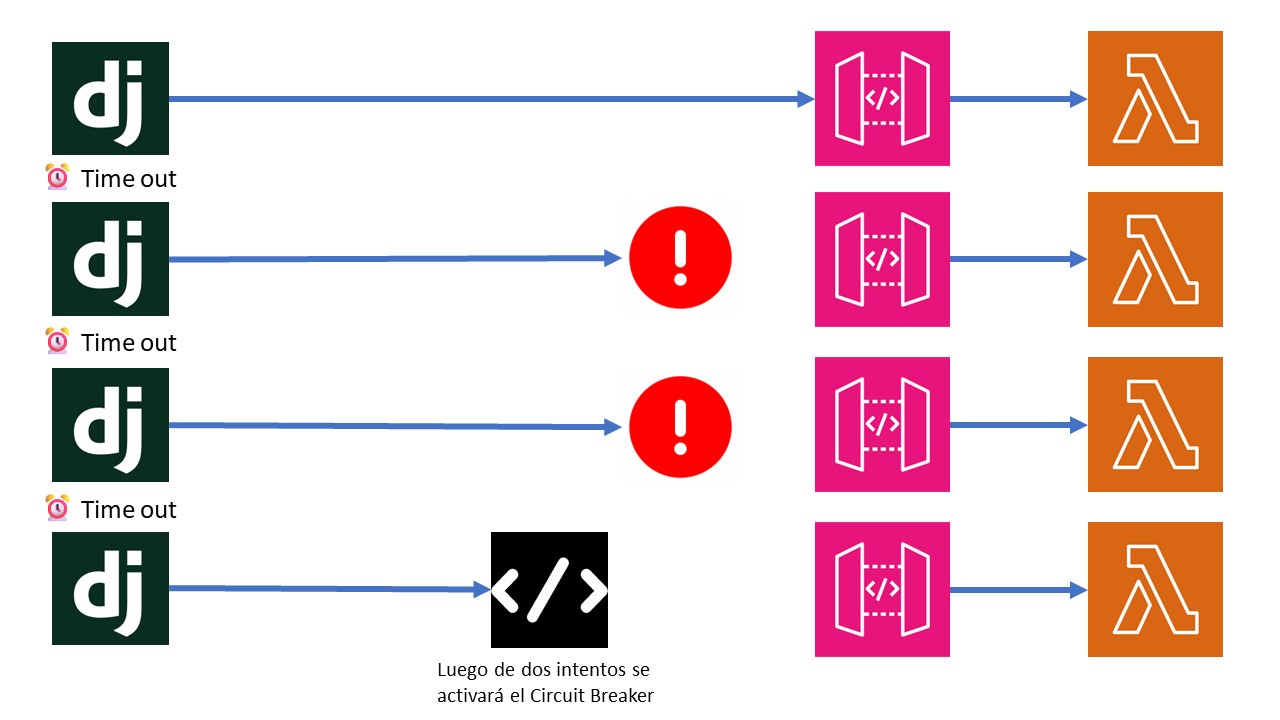 dj
Time out
dj
Time out
dj
Time out
dj
Luego de dos intentos se
activará el Circuit Breaker